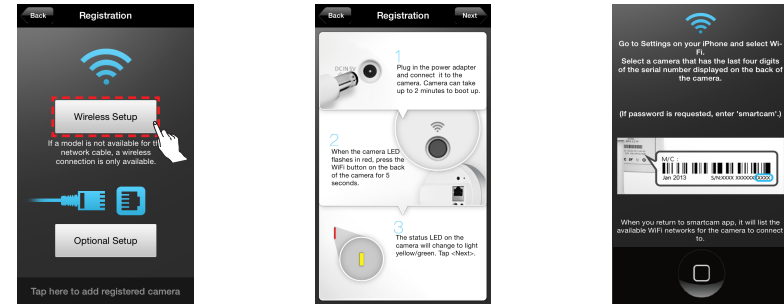 Back Registration
Wireless Setup
If a model is not available for th
network cable, a wireless
connection is only available.
Optional Setup
Tap here to add registered camera
Back Registration Next
DC IN 5V
1
Plug in the power adapter
and connect it to the
camera. Camera can take
up to 2 minutes to boot up.
2
When the camera LED
flashes in red, press the
WiFi button on the back
of the camera for 5
seconds.
3
The status LED on the
camera will change to light
yellow/green. Tap <Next>.
Go to Settings on your iPhone and select Wi-
Fi.
Select a camera that has the last four digits
of the serial number displayed on the back of
the camera.
(If password is requested, enter 'smartcam'.)
M/C :
Jan 2013 S/N:XXXX XXXXXXXXXXX
When you return to smartcam app, it will list the
available WiFi networks for the camera to connect
to.